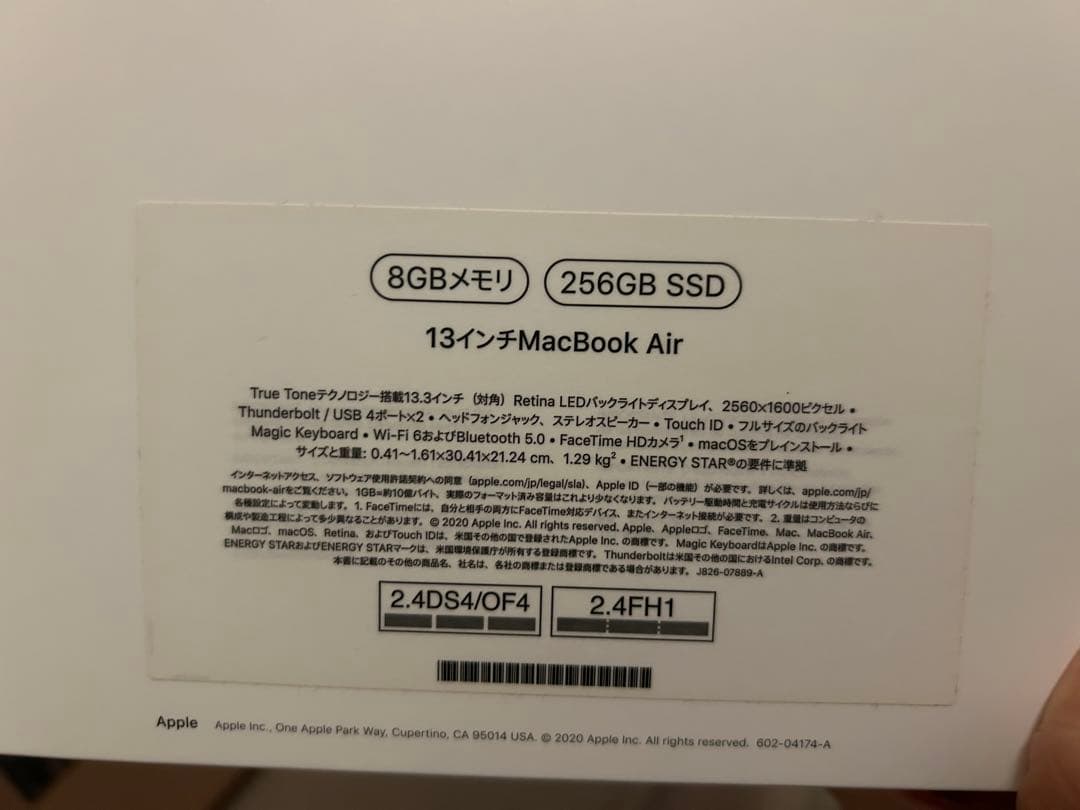 8GBメモリ 256GB SSD
13インチMacBook Air
True Toneテクノロジー搭載13.3インチ（対角）Retina LEDバックライトディスプレイ、2560×1600ピクセル •
Thunderbolt / USB 4ポート×2 • ヘッドフォンジャック、ステレオスピーカー • Touch ID • フルサイズのバックライト
Magic Keyboard • Wi-Fi 6およびBluetooth 5.0 • FaceTime HDカメラ¹ • macOSをプレインストール •
サイズと重量: 0.41〜1.61×30.41×21.24 cm、1.29 kg² • ENERGY STAR®の要件に準拠
インターネットアクセス、ソフトウェア使用許諾契約への同意（apple.com/jp/legal/sla）、Apple ID（一部の機能）が必要です。詳しくは、apple.com/jp/
macbook-airをご覧ください。1GB=約10億バイト、実際のフォーマット済み容量はこれより少なくなります。バッテリー駆動時間と充電サイクルは使用方法ならびに
各種設定によって変動します。1. FaceTimeには、自分と相手の両方にFaceTime対応デバイス、またインターネット接続が必要です。2. 重量はコンピュータの
構成や製造工程によって多少異なることがあります。© 2020 Apple Inc. All rights reserved. Apple、Appleロゴ、FaceTime、Mac、MacBook Air、
Macロゴ、macOS、Retina、およびTouch IDは、米国その他の国で登録されたApple Inc. の商標です。Magic KeyboardはApple Inc. の商標です。
ENERGY STARおよびENERGY STARマークは、米国環境保護庁が所有する登録商標です。Thunderboltは米国その他の国におけるIntel Corp. の商標です。
本書に記載のその他の商品名、社名は、各社の商標または登録商標である場合があります。J826-07889-A
2.4DS4/OF4 2.4FH1
Apple Apple Inc., One Apple Park Way, Cupertino, CA 95014 USA. © 2020 Apple Inc. All rights reserved. 602-04174-A